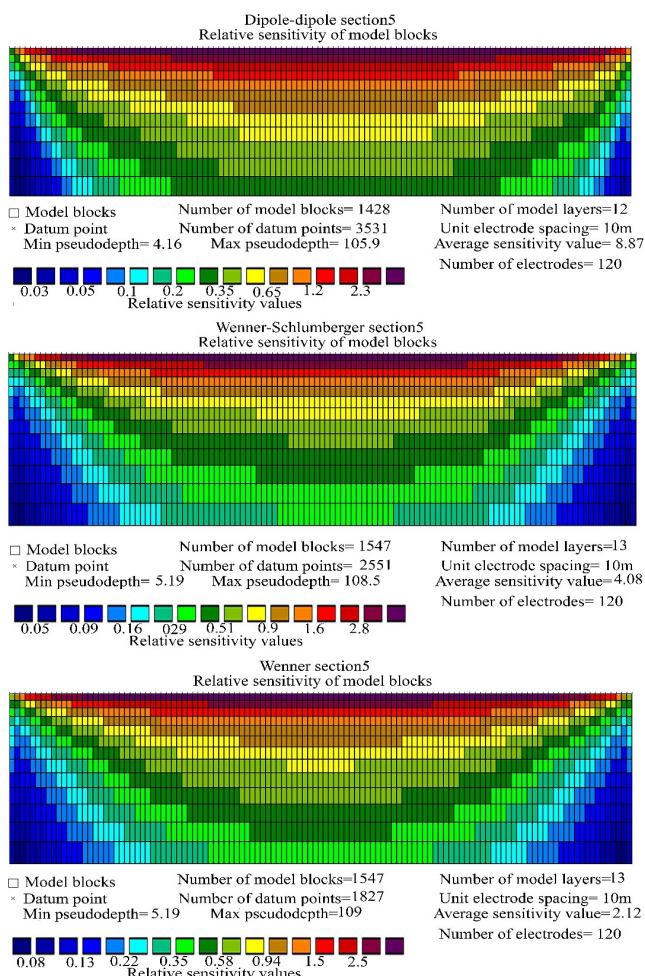 Dipole-dipole section5
Relative sensitivity of model blocks
Model blocks Number of model blocks= 1428 Number of model layers=12
× Datum point Number of datum points= 3531 Unit electrode spacing= 10m
Min pseudodepth= 4.16 Max pseudodepth= 105.9 Average sensitivity value= 8.87
Number of electrodes= 120
0.03 0.05 0.1 0.2 0.35 0.65 1.2 2.3
Relative sensitivity values
Wenner-Schlumberger section5
Relative sensitivity of model blocks
Model blocks Number of model blocks= 1547 Number of model layers=13
× Datum point Number of datum points= 2551 Unit electrode spacing= 10m
Min pseudodepth= 5.19 Max pseudodepth= 108.5 Average sensitivity value=4.08
Number of electrodes= 120
0.05 0.09 0.16 029 0.51 0.9 1.6 2.8
Relative sensitivity values
Wenner section5
Relative sensitivity of model blocks
Model blocks Number of model blocks=1547 Number of model layers=13
× Datum point Number of datum points=1827 Unit electrode spacing= 10m
Min pseudodepth= 5.19 Max pseudodepth= 109 Average sensitivity value=2.12
Number of electrodes= 120
0.08 0.13 0.22 0.35 0.58 0.94 1.5 2.5
Relative sensitivity values